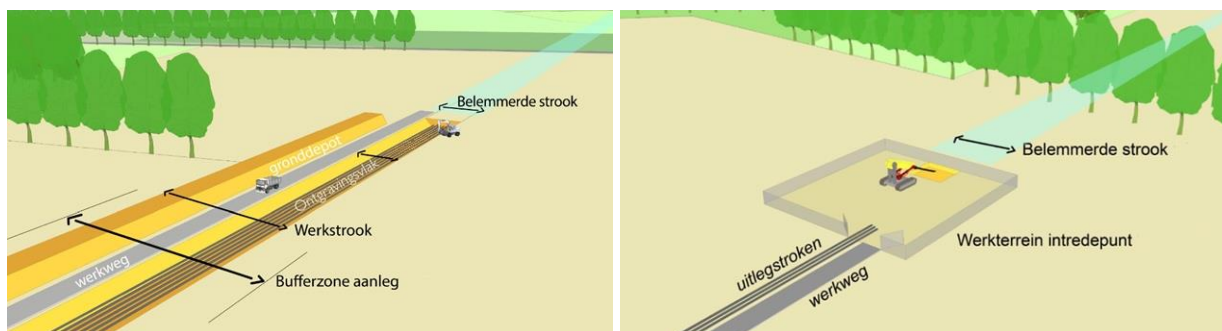 Belemmerde strook
gronddepot
Ontgravingsvlak
Werkstrook
werkweg
Bufferzone aanleg
Belemmerde strook
Werkterrein intredepunt
uitlegstroken
werkweg